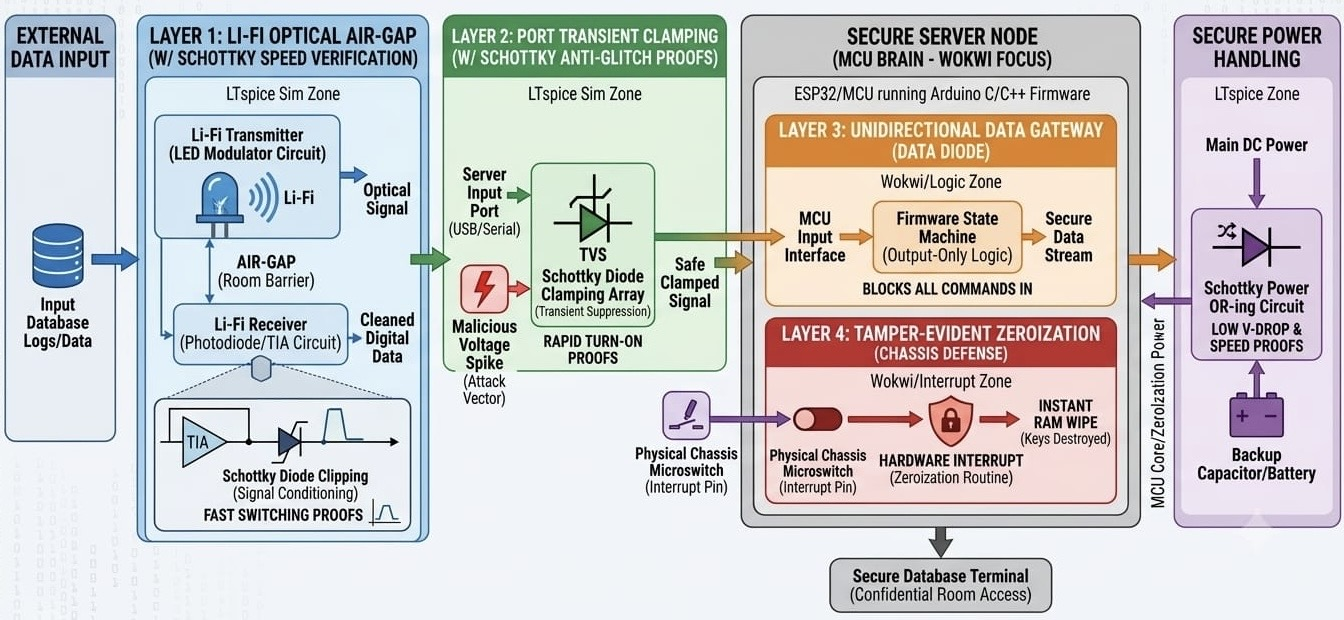 EXTERNAL
DATA INPUT
Input
Database
Logs/Data
LAYER 1: LI-FI OPTICAL AIR-GAP
(W/ SCHOTTKY SPEED VERIFICATION)
LTspice Sim Zone
Li-Fi Transmitter
(LED Modulator Circuit)
Li-Fi
Optical
Signal
AIR-GAP
(Room Barrier)
Li-Fi Receiver
(Photodiode/TIA Circuit)
Cleaned
Digital
Data
TIA
Schottky Diode Clipping
(Signal Conditioning)
FAST SWITCHING PROOFS
LAYER 2: PORT TRANSIENT CLAMPING
(W/ SCHOTTKY ANTI-GLITCH PROOFS)
LTspice Sim Zone
Server
Input
Port
(USB/Serial)
Malicious
Voltage
Spike
(Attack
Vector)
TVS
Schottky Diode
Clamping Array
(Transient Suppression)
RAPID TURN-ON
PROOFS
Safe
Clamped
Signal
SECURE SERVER NODE
(MCU BRAIN - WOKWI FOCUS)
ESP32/MCU running Arduino C/C++ Firmware
LAYER 3: UNIDIRECTIONAL DATA GATEWAY
(DATA DIODE)
Wokwi/Logic Zone
MCU
Input
Interface
Firmware State
Machine
(Output-Only Logic)
Secure
Data
Stream
BLOCKS ALL COMMANDS IN
LAYER 4: TAMPER-EVIDENT ZEROIZATION
(CHASSIS DEFENSE)
Wokwi/Interrupt Zone
Physical Chassis
Microswitch
(Interrupt Pin)
Physical Chassis
Microswitch
(Interrupt Pin)
HARDWARE INTERRUPT
(Zeroization Routine)
INSTANT
RAM WIPE
(Keys Destroyed)
Secure Database Terminal
(Confidential Room Access)
MCU Core/Zerolzation Power
SECURE POWER
HANDLING
LTspice Zone
Main DC Power
Schottky Power
OR-ing Circuit
LOW V-DROP &
SPEED PROOFS
Backup
Capacitor/Battery